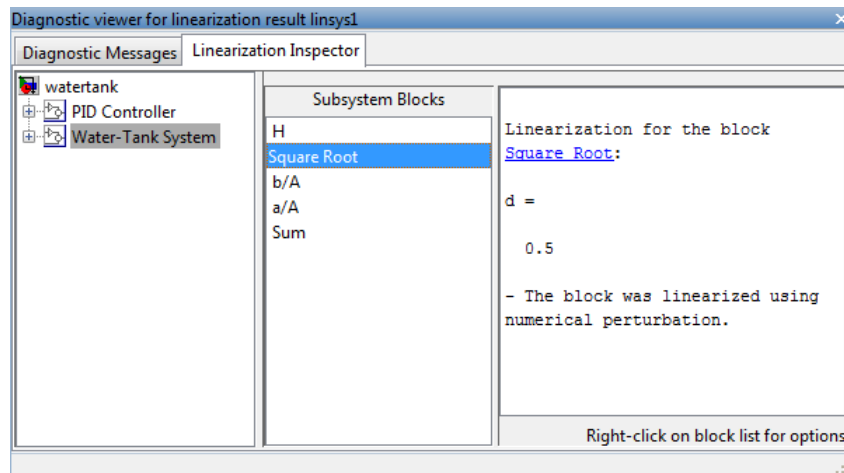 Diagnostic viewer for linearization result linsys1
Diagnostic Messages
Linearization Inspector
watertank
PID Controller
Water-Tank System
Subsystem Blocks
H
Square Root
b/A
a/A
Sum
Linearization for the block
Square Root:
d =
0.5
- The block was linearized using
numerical perturbation.
Right-click on block list for options